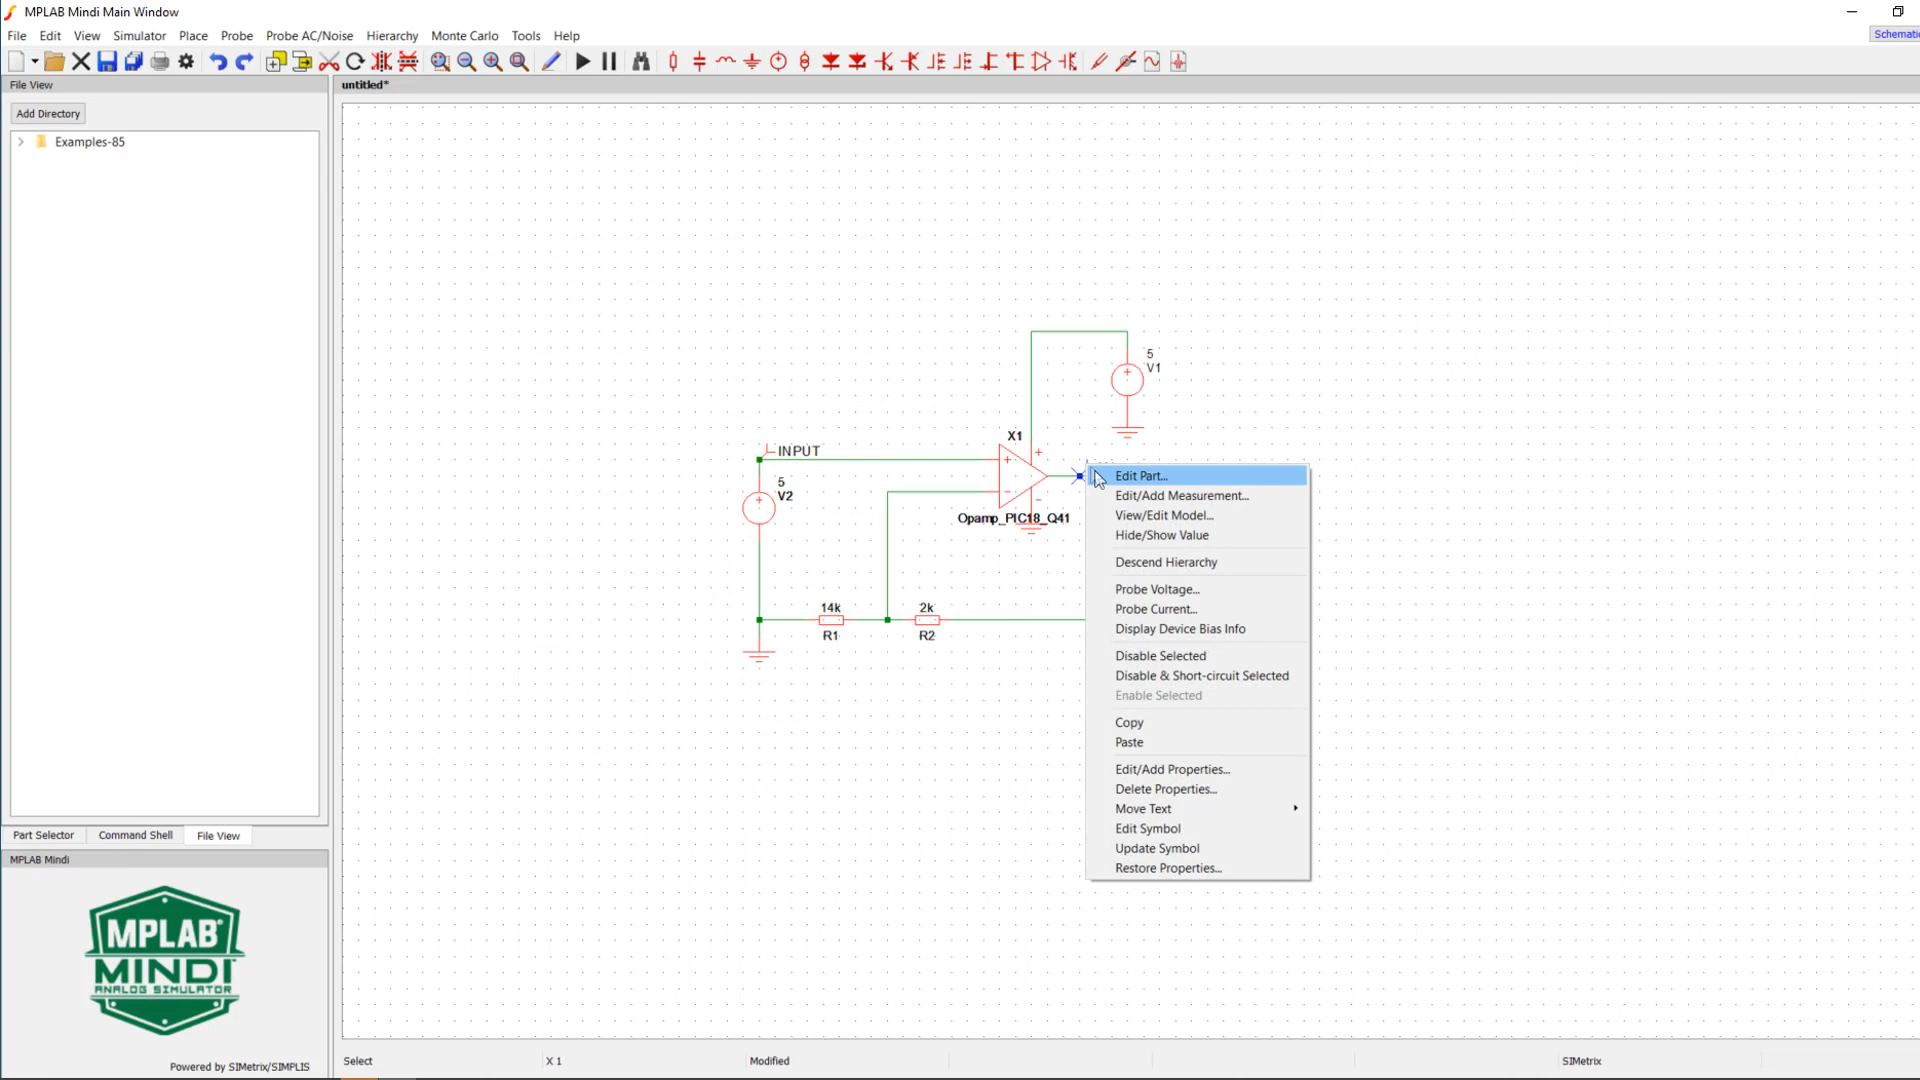 MPLAB Mindi Main Window
File Edit View Simulator Place Probe Probe AC/Noise Hierarchy Monte Carlo Tools Help
Schematic
File View
untitled*
Add Directory
Examples-85
5
V1
X1
INPUT
5
V2
Opamp_PIC18_Q41
14k
2k
R1
R2
Edit Part...
Edit/Add Measurement...
View/Edit Model...
Hide/Show Value
Descend Hierarchy
Probe Voltage...
Probe Current...
Display Device Bias Info
Disable Selected
Disable & Short-circuit Selected
Enable Selected
Copy
Paste
Edit/Add Properties...
Delete Properties...
Move Text
Edit Symbol
Update Symbol
Restore Properties...
Part Selector Command Shell File View
MPLAB Mindi
MPLAB®
MINDI
ANALOG SIMULATOR
Powered by SIMetrix/SIMPLIS
Select X 1 Modified SIMetrix